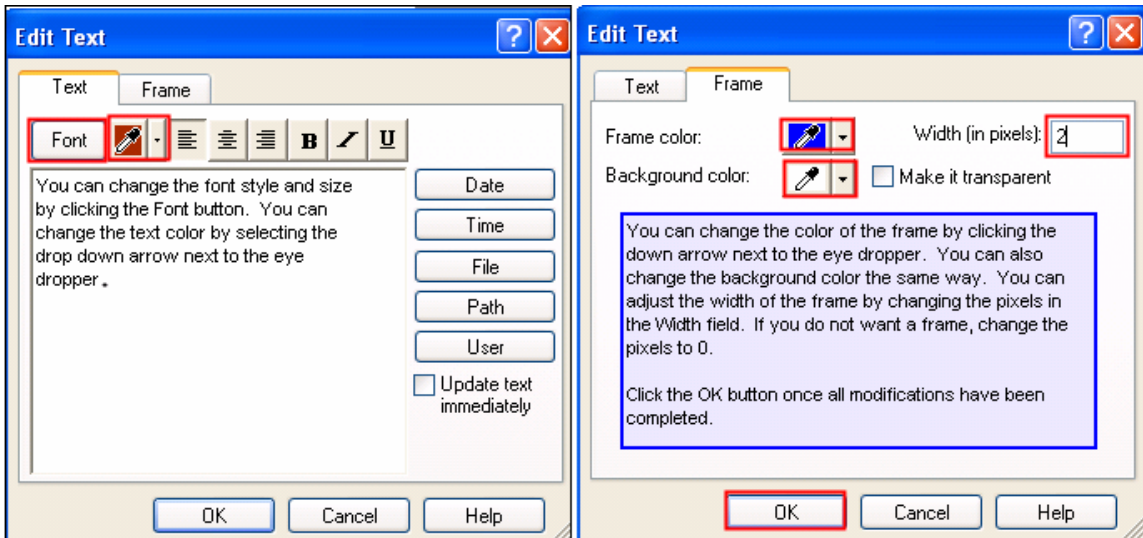 Edit Text
Text Frame
Font B I U
You can change the font style and size
by clicking the Font button. You can
change the text color by selecting the
drop down arrow next to the eye
dropper.
Date
Time
File
Path
User
Update text
immediately
OK Cancel Help
Edit Text
Text Frame
Frame color: Width (in pixels): 2
Background color: Make it transparent
You can change the color of the frame by clicking the
down arrow next to the eye dropper. You can also
change the background color the same way. You can
adjust the width of the frame by changing the pixels in
the Width field. If you do not want a frame, change the
pixels to 0.
Click the OK button once all modifications have been
completed.
OK Cancel Help